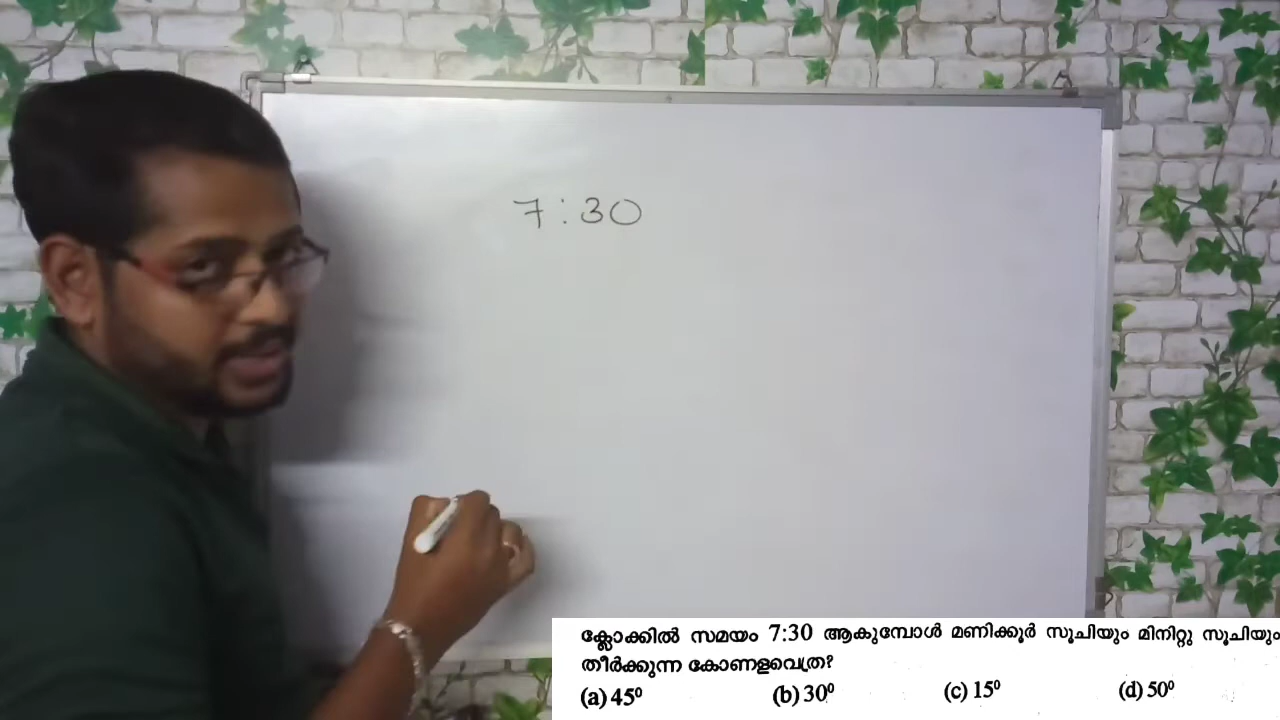 7:30
ക്ലോക്കിൽ സമയം 7:30 ആകുമ്പോൾ മണിക്കൂർ സൂചിയും മിനിറ്റു സൂചിയും
തീർക്കുന്ന കോണളവെത്ര?
(a) 45⁰ (b) 30⁰ (c) 15⁰ (d) 50⁰